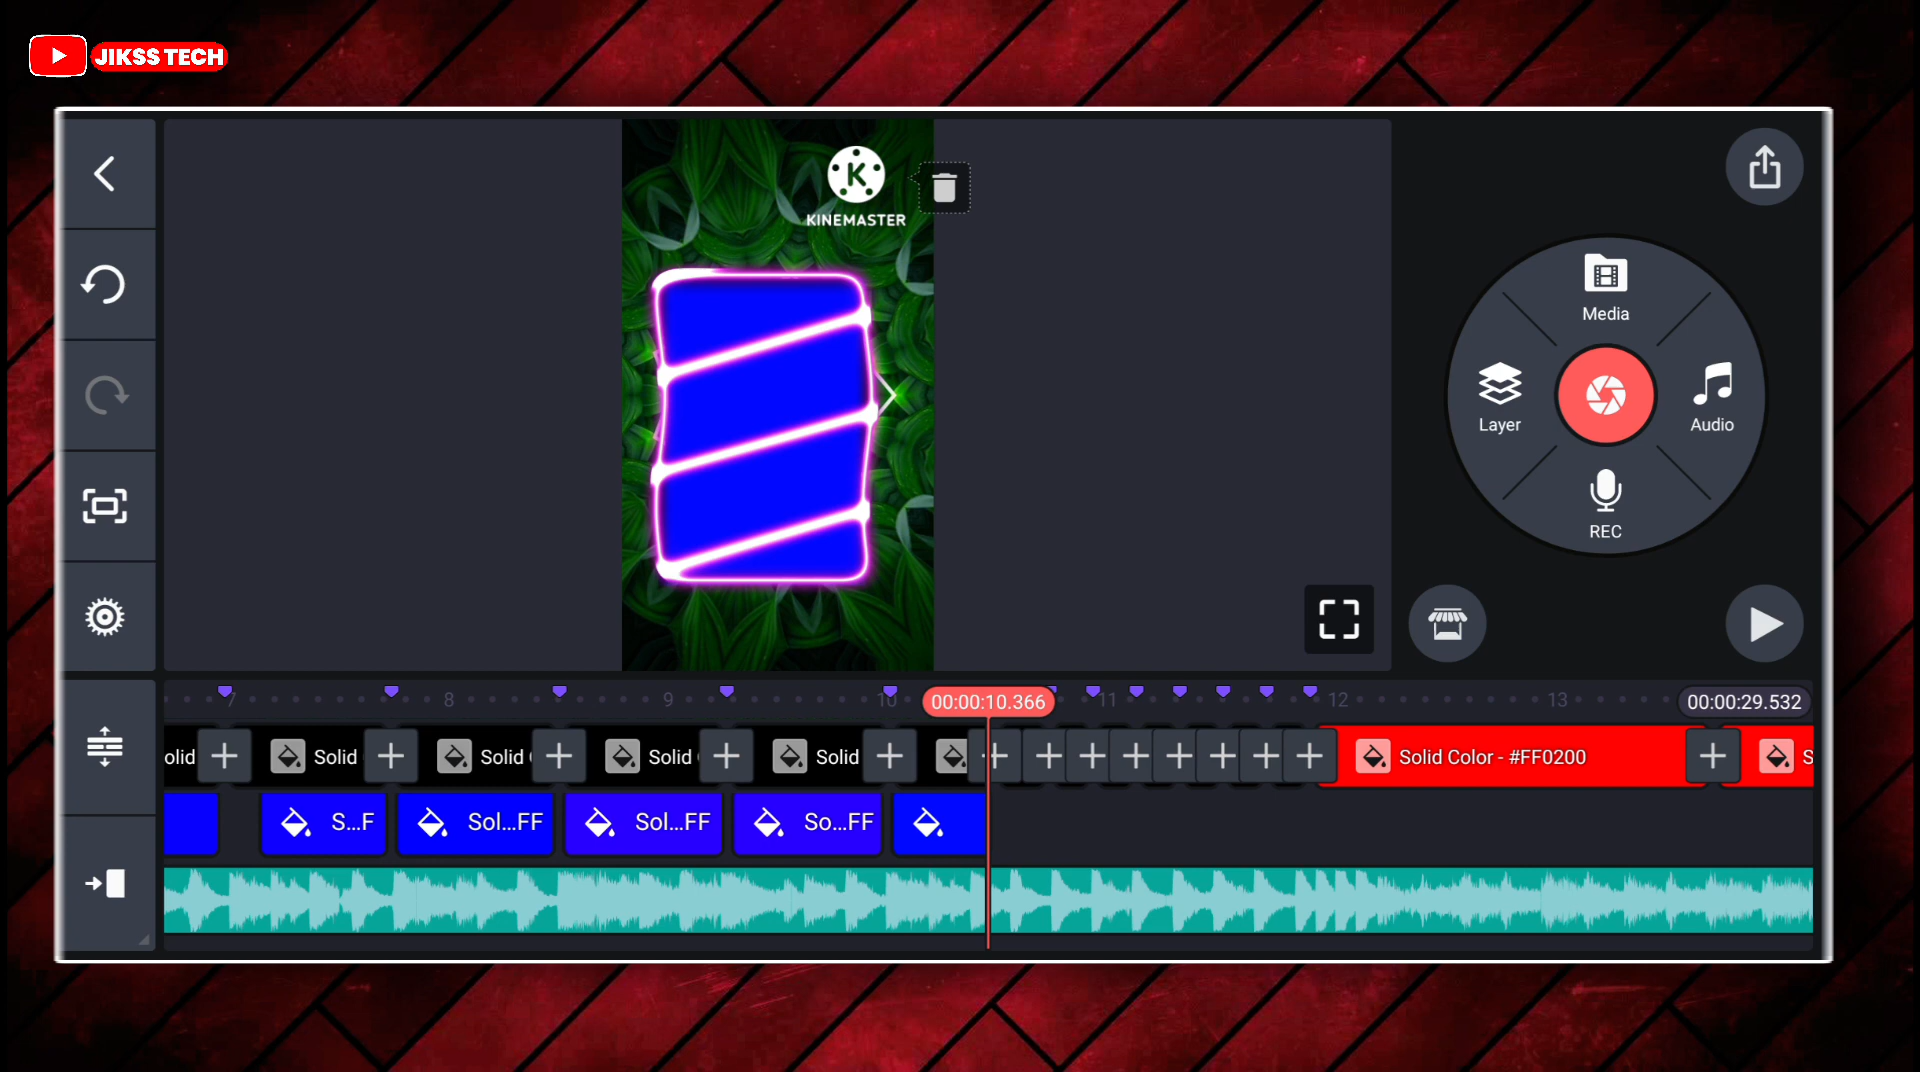 JIKSS TECH
K
KINEMASTER
Media
Layer
Audio
REC
7 8 9 10 00:00:10.366 11 12 13 00:00:29.532
olid Solid Solid Solid Solid Solid Color - #FF0200 S
S...F Sol...FF Sol...FF So...FF